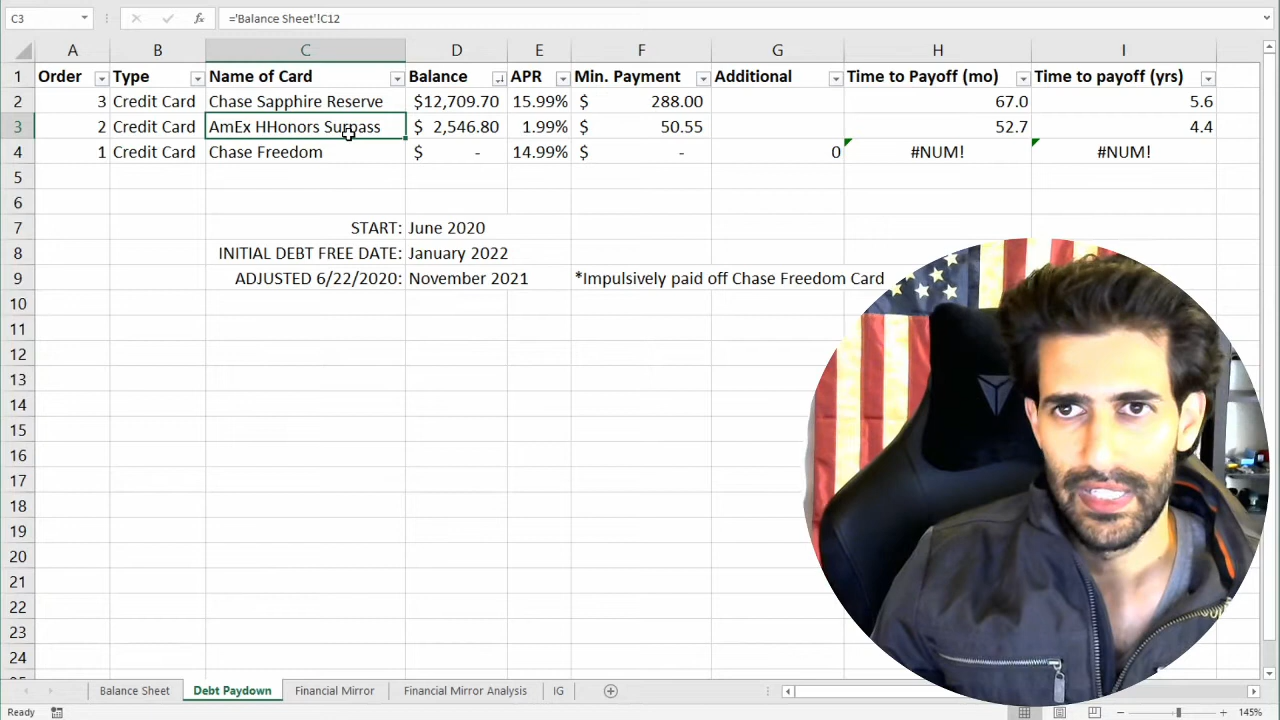 C3 ='Balance Sheet'!C12
A B C D E F G H I
1 Order Type Name of Card Balance APR Min. Payment Additional Time to Payoff (mo) Time to payoff (yrs)
2 3 Credit Card Chase Sapphire Reserve $12,709.70 15.99% $ 288.00 67.0 5.6
3 2 Credit Card AmEx HHonors Surpass $ 2,546.80 1.99% $ 50.55 52.7 4.4
4 1 Credit Card Chase Freedom $ - 14.99% $ - 0 #NUM! #NUM!
5
6
7 START: June 2020
8 INITIAL DEBT FREE DATE: January 2022
9 ADJUSTED 6/22/2020: November 2021 *Impulsively paid off Chase Freedom Card
10
11
12
13
14
15
16
17
18
19
20
21
22
23
24
Balance Sheet Debt Paydown Financial Mirror Financial Mirror Analysis IG
Ready 145%